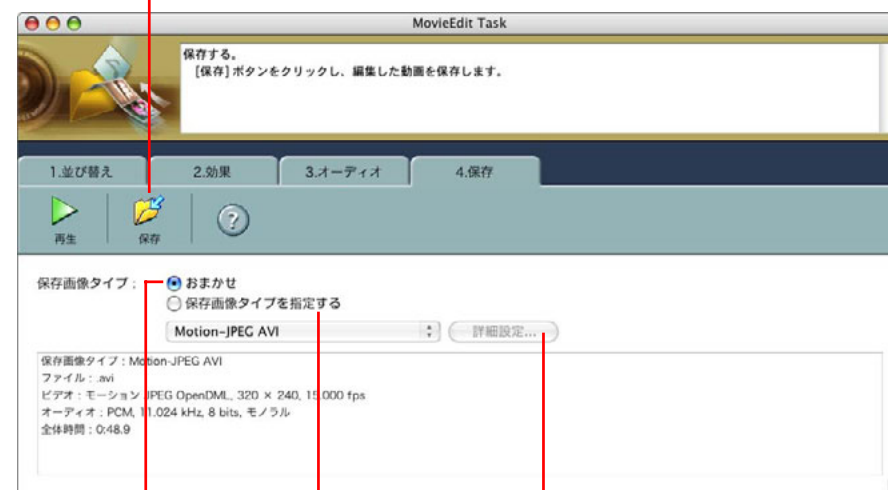 MovieEdit Task
保存する。
[保存] ボタンをクリックし、編集した動画を保存します。
1.並び替え 2.効果 3.オーディオ 4.保存
再生 保存 ?
保存画像タイプ : おまかせ
保存画像タイプを指定する
Motion-JPEG AVI 詳細設定...
保存画像タイプ : Motion-JPEG AVI
ファイル : .avi
ビデオ : モーション JPEG OpenDML, 320 × 240, 15.000 fps
オーディオ : PCM, 11.024 kHz, 8 bits, モノラル
全体時間 : 0:48.9